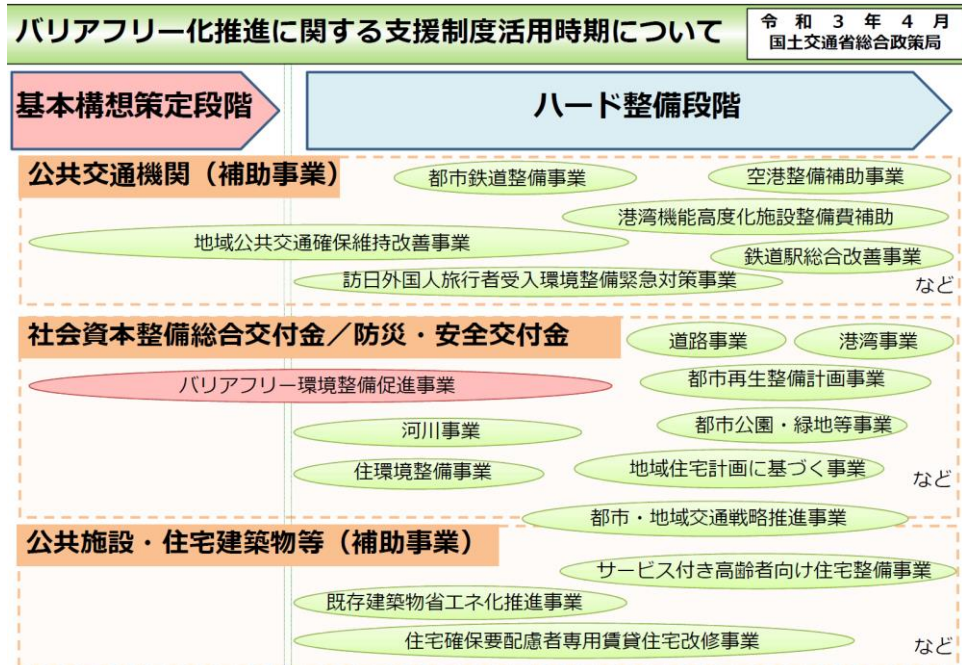 バリアフリー化推進に関する支援制度活用時期について
令和3年4月
国土交通省総合政策局
基本構想策定段階
ハード整備段階
公共交通機関（補助事業）
都市鉄道整備事業
空港整備補助事業
港湾機能高度化施設整備費補助
地域公共交通確保維持改善事業
鉄道駅総合改善事業
訪日外国人旅行者受入環境整備緊急対策事業
など
社会資本整備総合交付金／防災・安全交付金
道路事業
港湾事業
バリアフリー環境整備促進事業
都市再生整備計画事業
河川事業
都市公園・緑地等事業
住環境整備事業
地域住宅計画に基づく事業
など
都市・地域交通戦略推進事業
公共施設・住宅建築物等（補助事業）
サービス付き高齢者向け住宅整備事業
既存建築物省エネ化推進事業
住宅確保要配慮者専用賃貸住宅改修事業
など